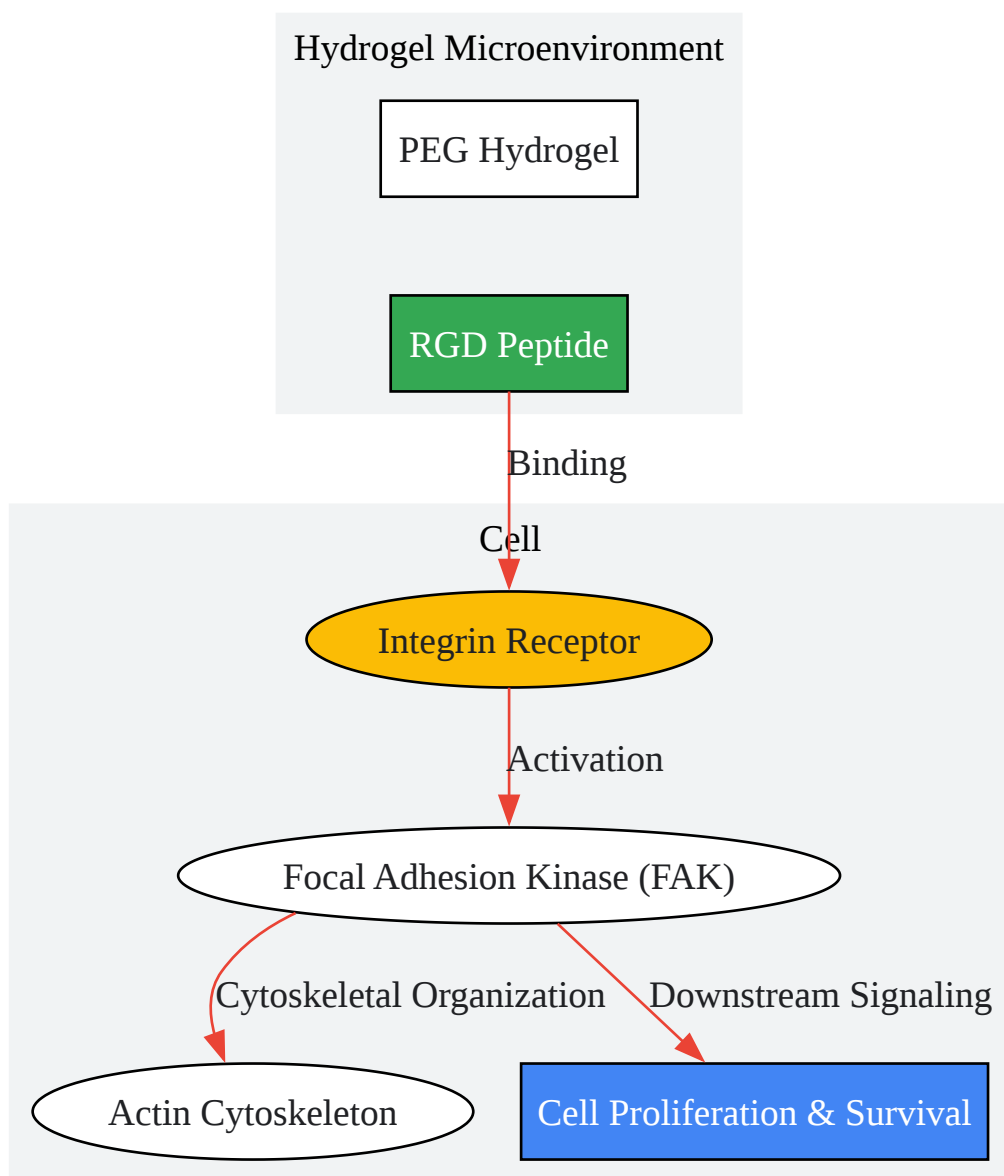 Hydrogel Microenvironment
PEG Hydrogel
RGD Peptide
Binding
Cell
Integrin Receptor
Activation
Focal Adhesion Kinase (FAK)
Cytoskeletal Organization
Downstream Signaling
Actin Cytoskeleton
Cell Proliferation & Survival